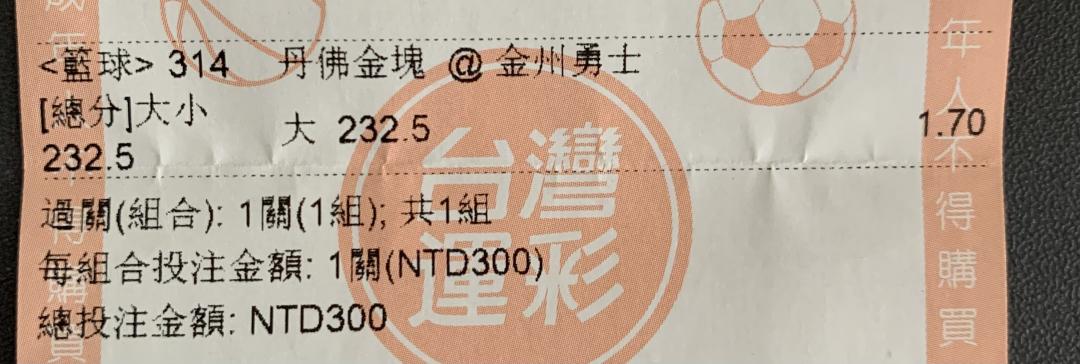 <籃球> 314 丹佛金塊 @ 金州勇士
[總分]大小 大 232.5 1.70
232.5
過關(組合): 1關(1組); 共1組
每組合投注金額: 1關(NTD300)
總投注金額: NTD300
台灣
運彩
年人不得購買